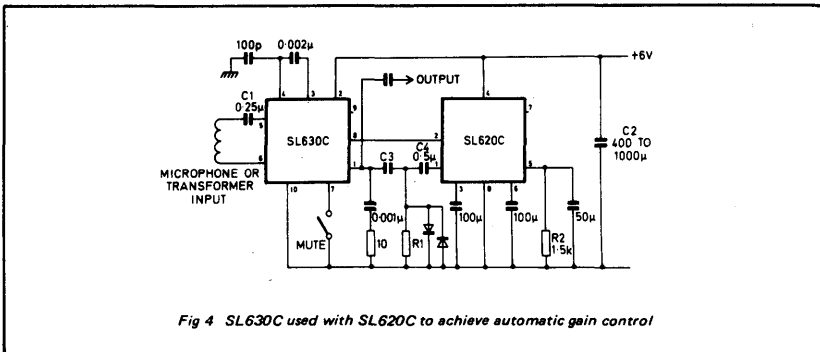 100p
0·002µ
+6V
OUTPUT
C1
0·25µ
4
3
2
9
5
SL630C
8
6
1
10
7
MICROPHONE OR
TRANSFORMER
INPUT
MUTE
C3
C4
0·5µ
0·001µ
10
R1
4
7
2
SL620C
1
5
3
8
6
100µ
100µ
50µ
R2
1·5k
C2
400 TO
1000µ
Fig 4 SL630C used with SL620C to achieve automatic gain control